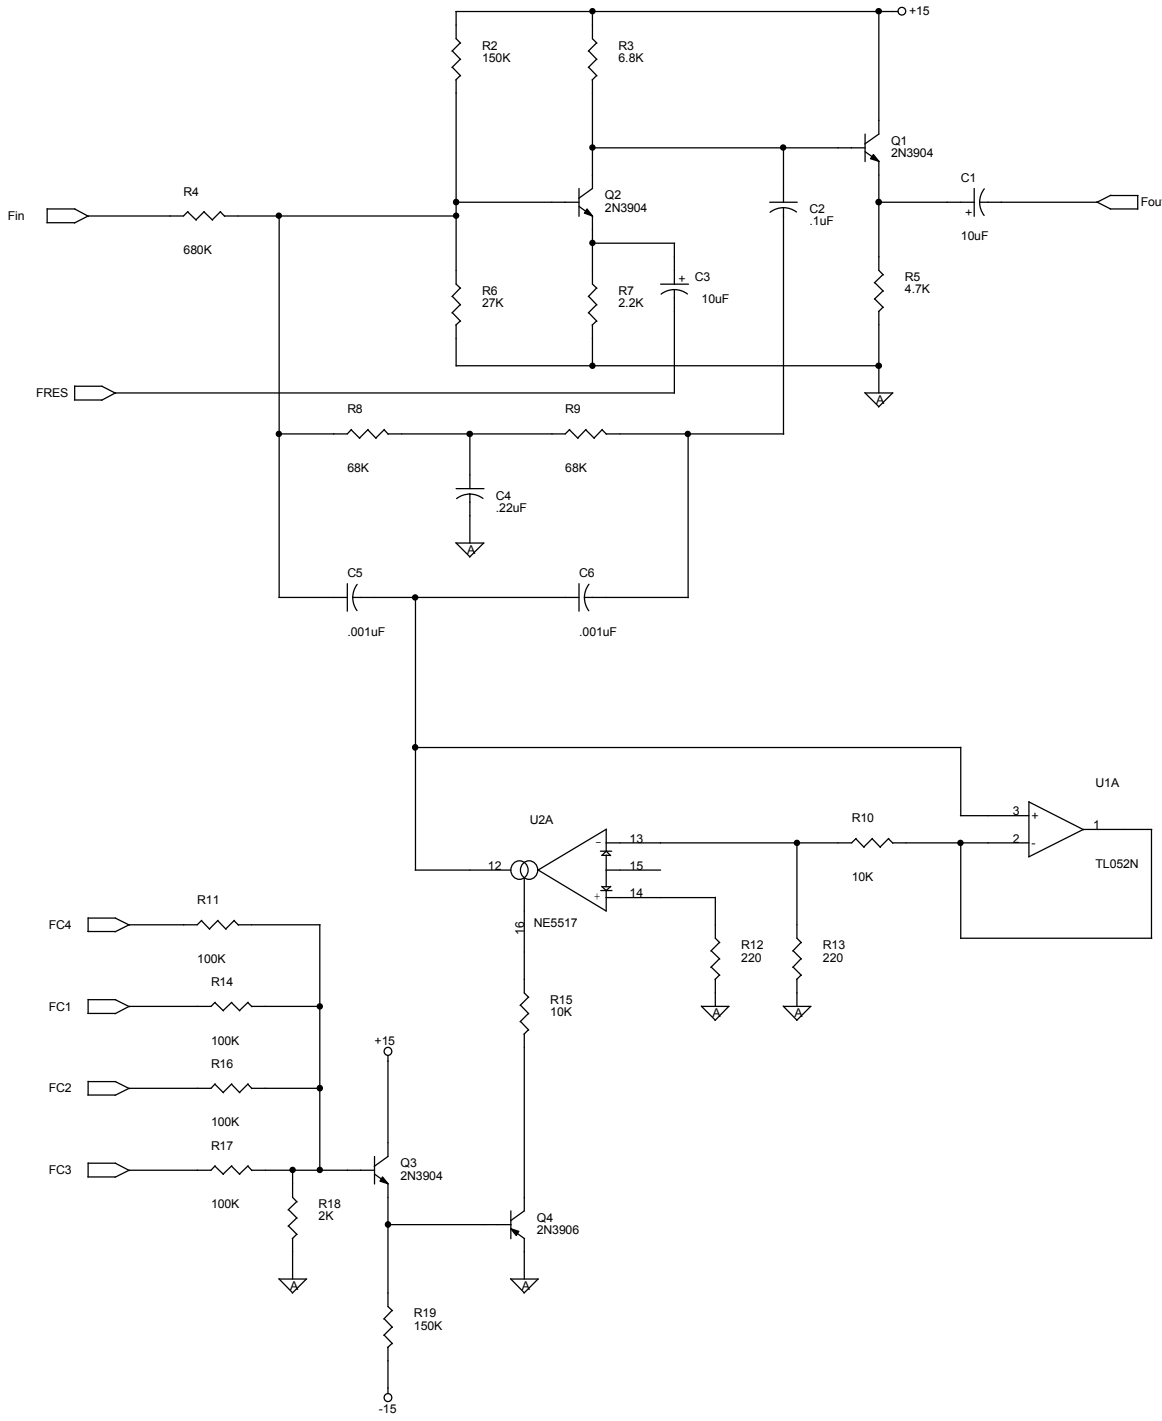 +15
R2
150K
R3
6.8K
Q1
2N3904
R4
680K
Fin
Q2
2N3904
C2
.1uF
C1
+
10uF
Fou
R6
27K
R7
2.2K
+
C3
10uF
R5
4.7K
A
FRES
R8
68K
R9
68K
C4
.22uF
A
C5
.001uF
C6
.001uF
U1A
3
+
2
-
1
TL052N
U2A
12
-
13
15
+
14
16
NE5517
R10
10K
R11
100K
FC4
R12
220
R13
220
A
A
R14
100K
FC1
R15
10K
+15
R16
100K
FC2
R17
100K
FC3
Q3
2N3904
R18
2K
Q4
2N3906
A
A
R19
150K
-15